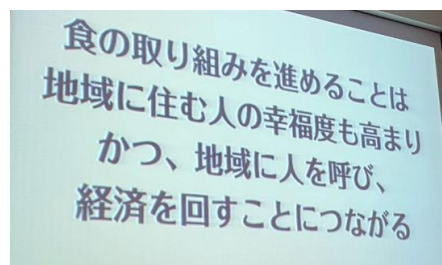 食の取り組みを進めることは
地域に住む人の幸福度も高まり
かつ、地域に人を呼び、
経済を回すことにつながる